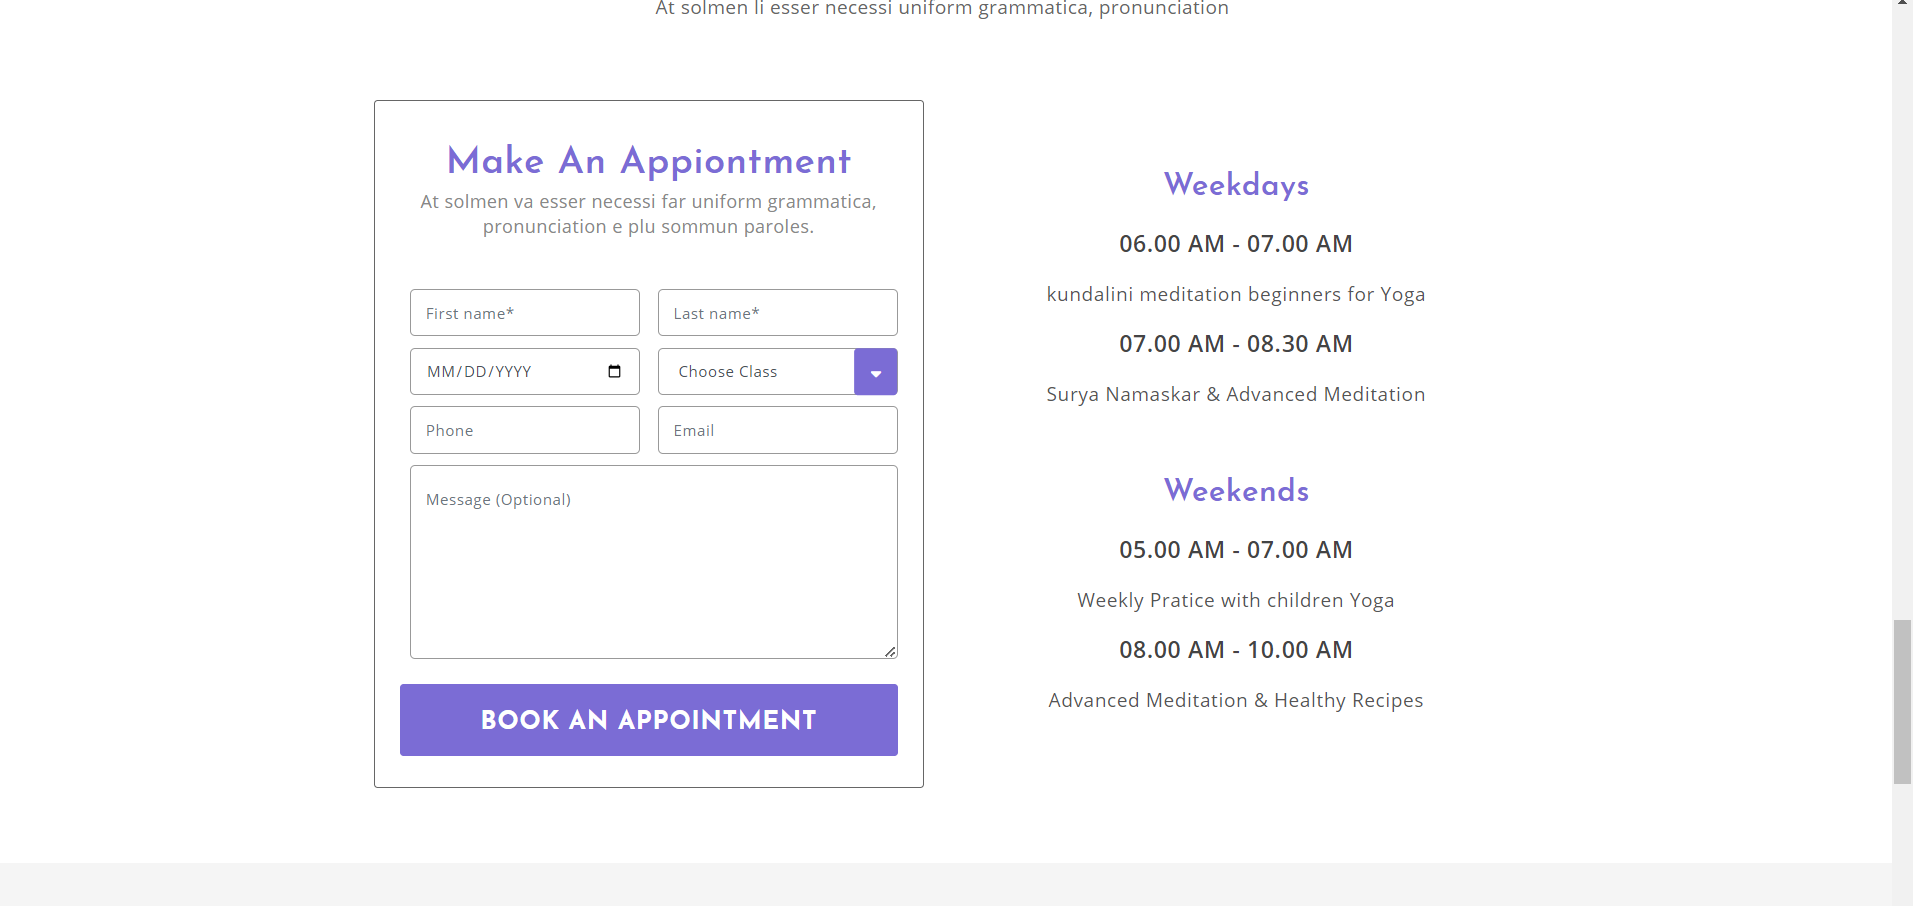 At solmen li esser necessi uniform grammatica, pronunciation
Make An Appiontment
At solmen va esser necessi far uniform grammatica,
pronunciation e plu sommun paroles.
First name*
Last name*
MM/DD/YYYY
Choose Class
Phone
Email
Message (Optional)
BOOK AN APPOINTMENT
Weekdays
06.00 AM - 07.00 AM
kundalini meditation beginners for Yoga
07.00 AM - 08.30 AM
Surya Namaskar & Advanced Meditation
Weekends
05.00 AM - 07.00 AM
Weekly Pratice with children Yoga
08.00 AM - 10.00 AM
Advanced Meditation & Healthy Recipes